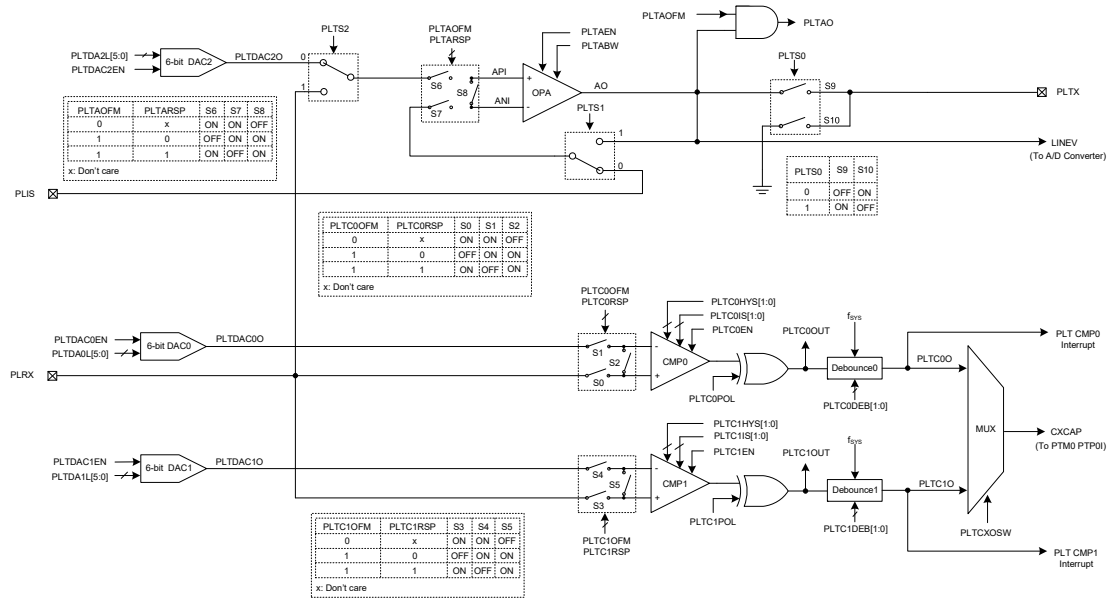 PLTAOFM
PLTAO
PLTS2
PLTAOFM
PLTARSP
PLTAEN
PLTABW
PLTDA2L[5:0]
PLTDAC2EN
6-bit DAC2
PLTDAC2O
0
1
S6
S7
S8
API
ANI
+
-
OPA
AO
PLTS0
S9
S10
PLTX
PLTS1
1
0
LINEV
(To A/D Converter)
PLTAOFM PLTARSP S6 S7 S8
0 x ON ON OFF
1 0 OFF ON ON
1 1 ON OFF ON
x: Don't care
PLTS0 S9 S10
0 OFF ON
1 ON OFF
PLIS
PLTC0OFM PLTC0RSP S0 S1 S2
0 x ON ON OFF
1 0 OFF ON ON
1 1 ON OFF ON
x: Don't care
PLTC0OFM
PLTC0RSP
PLTC0HYS[1:0]
PLTC0IS[1:0]
PLTC0EN
PLTDAC0EN
PLTDA0L[5:0]
6-bit DAC0
PLTDAC0O
S1
S2
S0
-
+
CMP0
PLTC0POL
PLTC0OUT
fSYS
Debounce0
PLTC0DEB[1:0]
PLTC0O
PLT CMP0
Interrupt
PLRX
MUX
CXCAP
(To PTM0 PTP0I)
PLTCXOSW
PLTC1HYS[1:0]
PLTC1IS[1:0]
PLTC1EN
PLTDAC1EN
PLTDA1L[5:0]
6-bit DAC1
PLTDAC1O
S4
S5
S3
-
+
CMP1
PLTC1POL
PLTC1OUT
fSYS
Debounce1
PLTC1DEB[1:0]
PLTC1O
PLTC1OFM
PLTC1RSP
PLT CMP1
Interrupt
PLTC1OFM PLTC1RSP S3 S4 S5
0 x ON ON OFF
1 0 OFF ON ON
1 1 ON OFF ON
x: Don't care